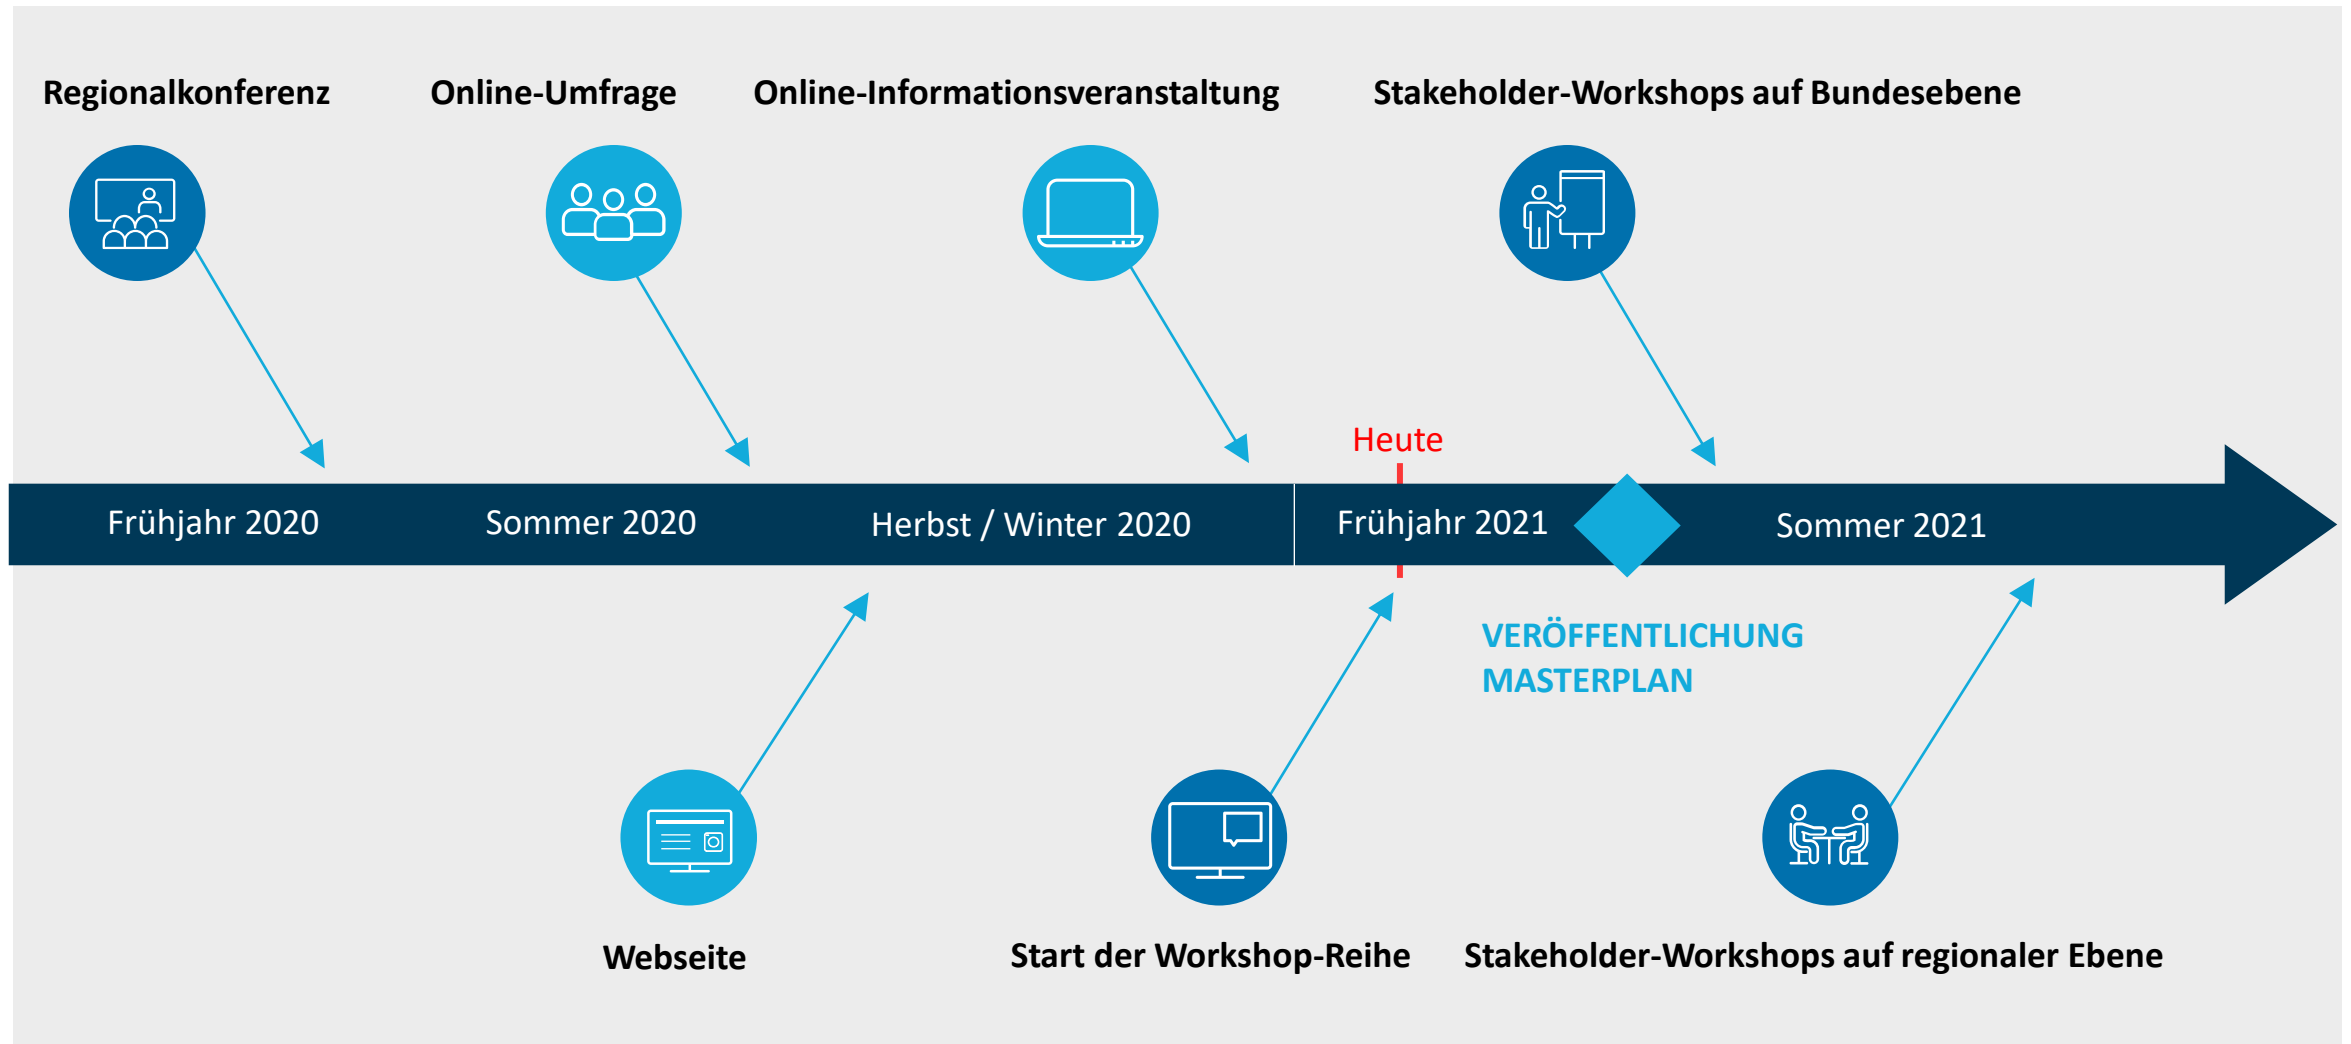 Regionalkonferenz
Online-Umfrage
Online-Informationsveranstaltung
Stakeholder-Workshops auf Bundesebene
Heute
Frühjahr 2020
Sommer 2020
Herbst / Winter 2020
Frühjahr 2021
Sommer 2021
VERÖFFENTLICHUNG
MASTERPLAN
Webseite
Start der Workshop-Reihe
Stakeholder-Workshops auf regionaler Ebene